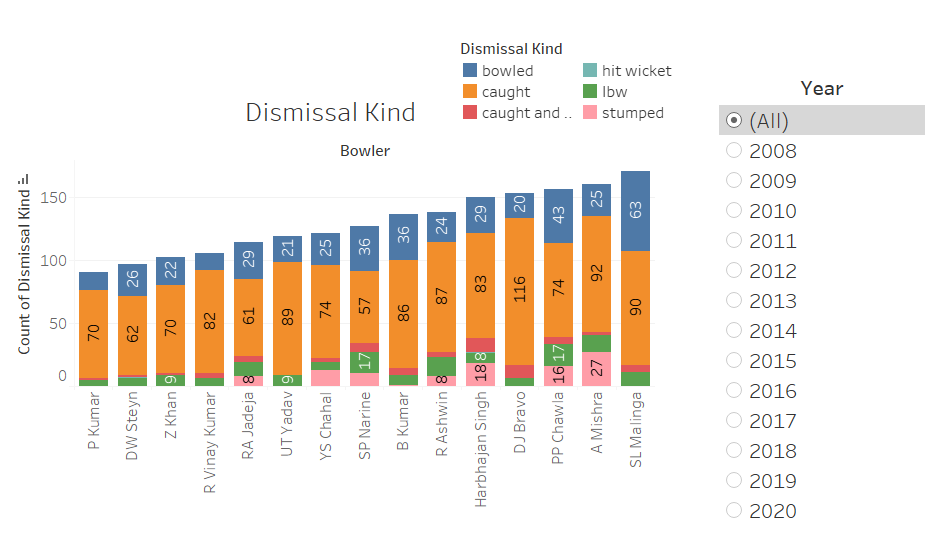 Dismissal Kind
bowled
hit wicket
caught
lbw
caught and ..
stumped
Dismissal Kind
Bowler
Count of Dismissal Kind
150
100
50
0
70
26
62
22
70
9
82
29
61
8
21
89
9
25
74
36
57
17
36
86
24
87
8
29
83
8
18
20
116
43
74
17
16
25
92
27
63
90
P Kumar
DW Steyn
Z Khan
R Vinay Kumar
RA Jadeja
UT Yadav
YS Chahal
SP Narine
B Kumar
R Ashwin
Harbhajan Singh
DJ Bravo
PP Chawla
A Mishra
SL Malinga
Year
(All)
2008
2009
2010
2011
2012
2013
2014
2015
2016
2017
2018
2019
2020